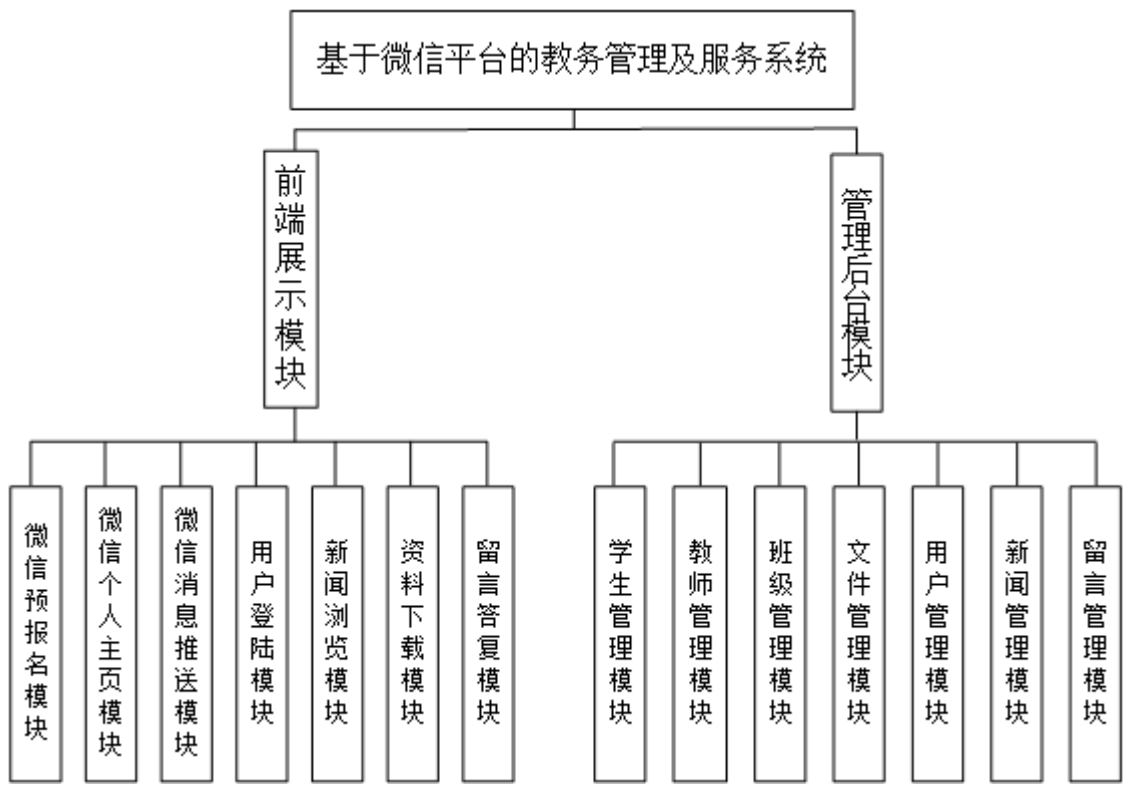 基于微信平台的教务管理及服务系统
前端展示模块
管理后台模块
微信预报名模块
微信个人主页模块
微信消息推送模块
用户登陆模块
新闻浏览模块
资料下载模块
留言答复模块
学生管理模块
教师管理模块
班级管理模块
文件管理模块
用户管理模块
新闻管理模块
留言管理模块